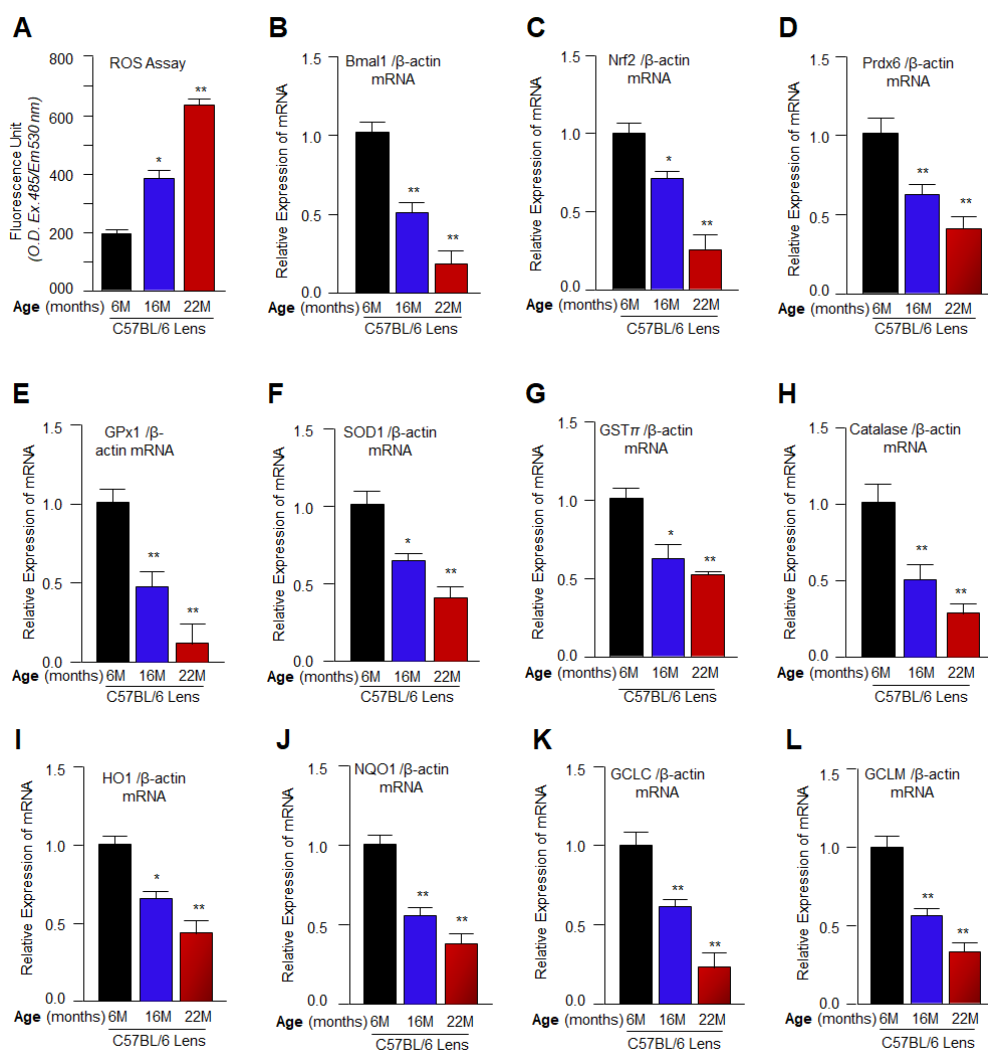 A
ROS Assay
Fluorescence Unit
(O.D. Ex.485/Em530 nm)
800
600
400
200
000
*
**
Age (months) 6M 16M 22M
C57BL/6 Lens
B
Bmal1/β-actin
mRNA
Relative Expression of mRNA
1.5
1.0
0.5
0.0
**
**
Age (months) 6M 16M 22M
C57BL/6 Lens
C
Nrf2 /β-actin
mRNA
Relative Expression of mRNA
1.5
1.0
0.5
0.0
*
**
Age (months) 6M 16M 22M
C57BL/6 Lens
D
Prdx6 /β-actin
mRNA
Relative Expression of mRNA
1.5
1.0
0.5
0.0
**
**
Age (months) 6M 16M 22M
C57BL/6 Lens
E
GPx1 /β-
actin mRNA
Relative Expression of mRNA
1.5
1.0
0.5
0.0
**
**
Age (months) 6M 16M 22M
C57BL/6 Lens
F
SOD1/β-actin
mRNA
Relative Expression of mRNA
1.5
1.0
0.5
0.0
*
**
Age (months) 6M 16M 22M
C57BL/6 Lens
G
GSTπ/β-actin
mRNA
Relative Expression of mRNA
1.5
1.0
0.5
0.0
*
**
Age (months) 6M 16M 22M
C57BL/6 Lens
H
Catalase /β-actin
mRNA
Relative Expression of mRNA
1.5
1.0
0.5
0.0
**
**
Age (months) 6M 16M 22M
C57BL/6 Lens
I
HO1/β-actin
mRNA
Relative Expression of mRNA
1.5
1.0
0.5
0.0
*
**
Age (months) 6M 16M 22M
C57BL/6 Lens
J
NQO1 /β-actin
mRNA
Relative Expression of mRNA
1.5
1.0
0.5
0.0
**
**
Age (months) 6M 16M 22M
C57BL/6 Lens
K
GCLC /β-actin
mRNA
Relative Expression of mRNA
1.5
1.0
0.5
0.0
**
**
Age (months) 6M 16M 22M
C57BL/6 Lens
L
GCLM /β-actin
mRNA
Relative Expression of mRNA
1.5
1.0
0.5
0.0
**
**
Age (months) 6M 16M 22M
C57BL/6 Lens